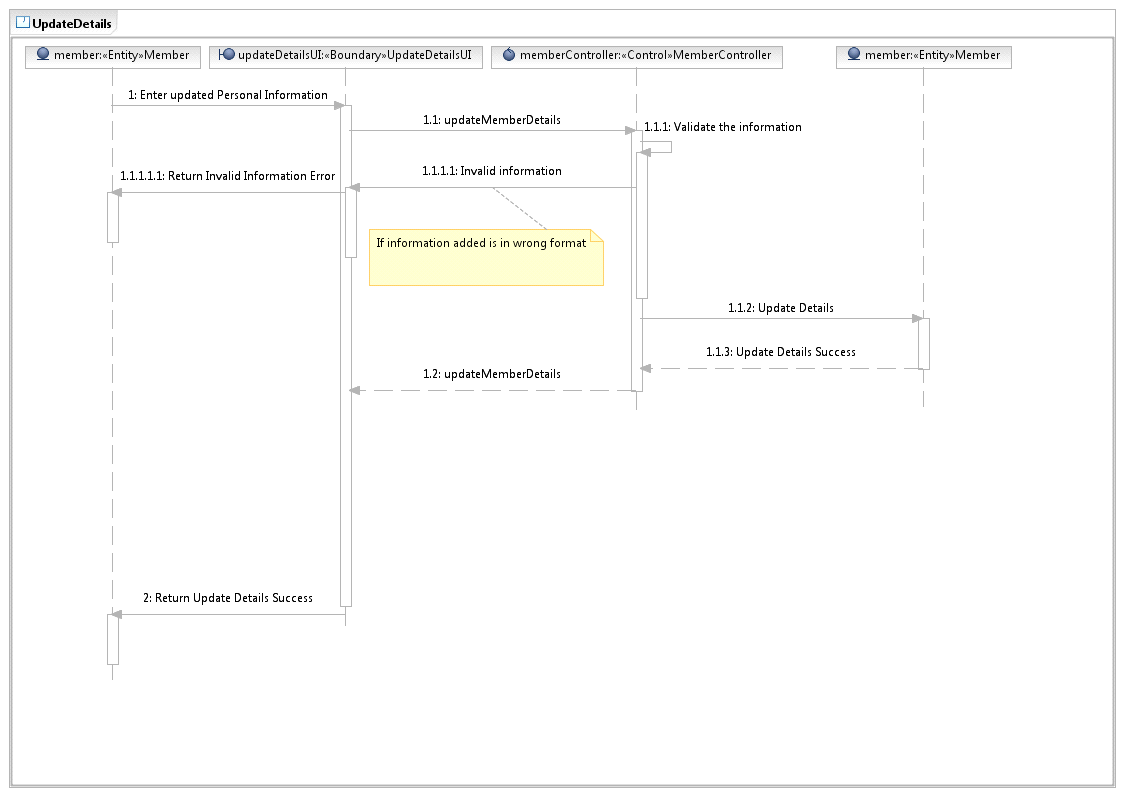 UpdateDetails
member:«Entity»Member
updateDetailsUI:«Boundary»UpdateDetailsUI
memberController:«Control»MemberController
member:«Entity»Member
1: Enter updated Personal Information
1.1: updateMemberDetails
1.1.1: Validate the information
1.1.1.1: Invalid information
1.1.1.1.1: Return Invalid Information Error
If information added is in wrong format
1.1.2: Update Details
1.1.3: Update Details Success
1.2: updateMemberDetails
2: Return Update Details Success